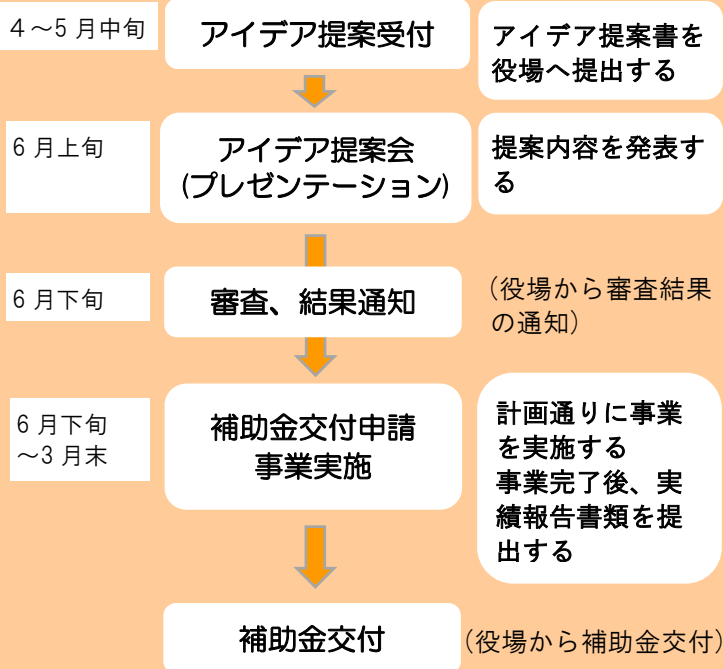 ４～5月中旬
アイデア提案受付
アイデア提案書を
役場へ提出する
6月上旬
アイデア提案会
(プレゼンテーション)
提案内容を発表す
る
6月下旬
審査、結果通知
(役場から審査結果
の通知)
6月下旬
～3月末
補助金交付申請
事業実施
計画通りに事業
を実施する
事業完了後、実
績報告書類を提
出する
補助金交付
(役場から補助金交付)